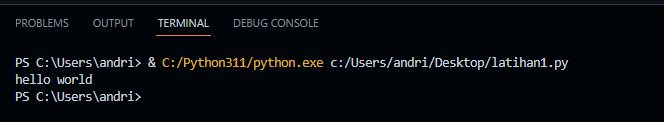 PROBLEMS OUTPUT TERMINAL DEBUG CONSOLE
PS C:\Users\andri> & C:/Python311/python.exe c:/Users/andri/Desktop/latihan1.py
hello world
PS C:\Users\andri>